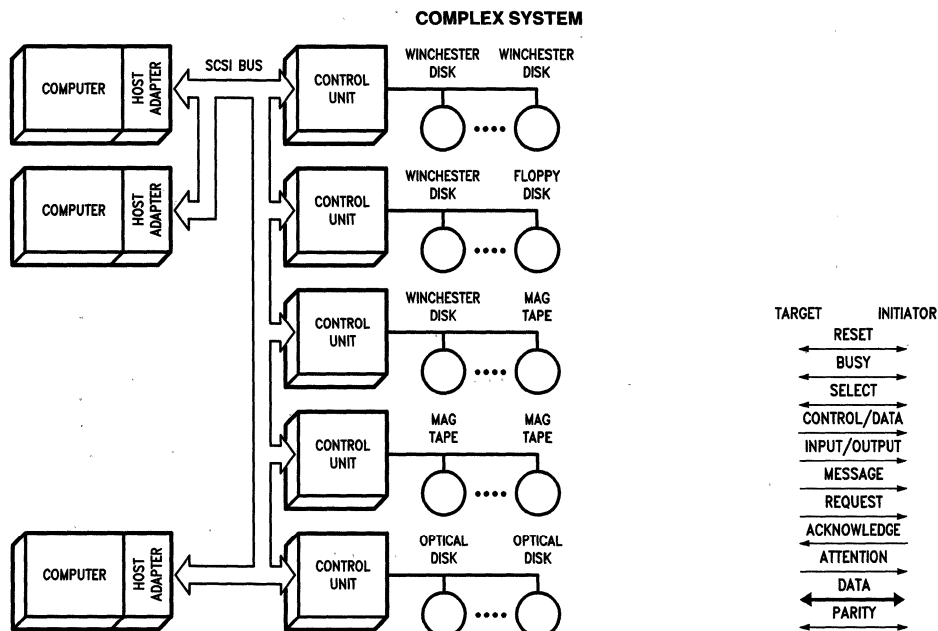 COMPLEX SYSTEM
SCSI BUS
COMPUTER
HOST
ADAPTER
CONTROL
UNIT
WINCHESTER
DISK
WINCHESTER
DISK
COMPUTER
HOST
ADAPTER
CONTROL
UNIT
WINCHESTER
DISK
FLOPPY
DISK
CONTROL
UNIT
WINCHESTER
DISK
MAG
TAPE
CONTROL
UNIT
MAG
TAPE
MAG
TAPE
COMPUTER
HOST
ADAPTER
CONTROL
UNIT
OPTICAL
DISK
OPTICAL
DISK
TARGET INITIATOR
RESET
BUSY
SELECT
CONTROL/DATA
INPUT/OUTPUT
MESSAGE
REQUEST
ACKNOWLEDGE
ATTENTION
DATA
PARITY